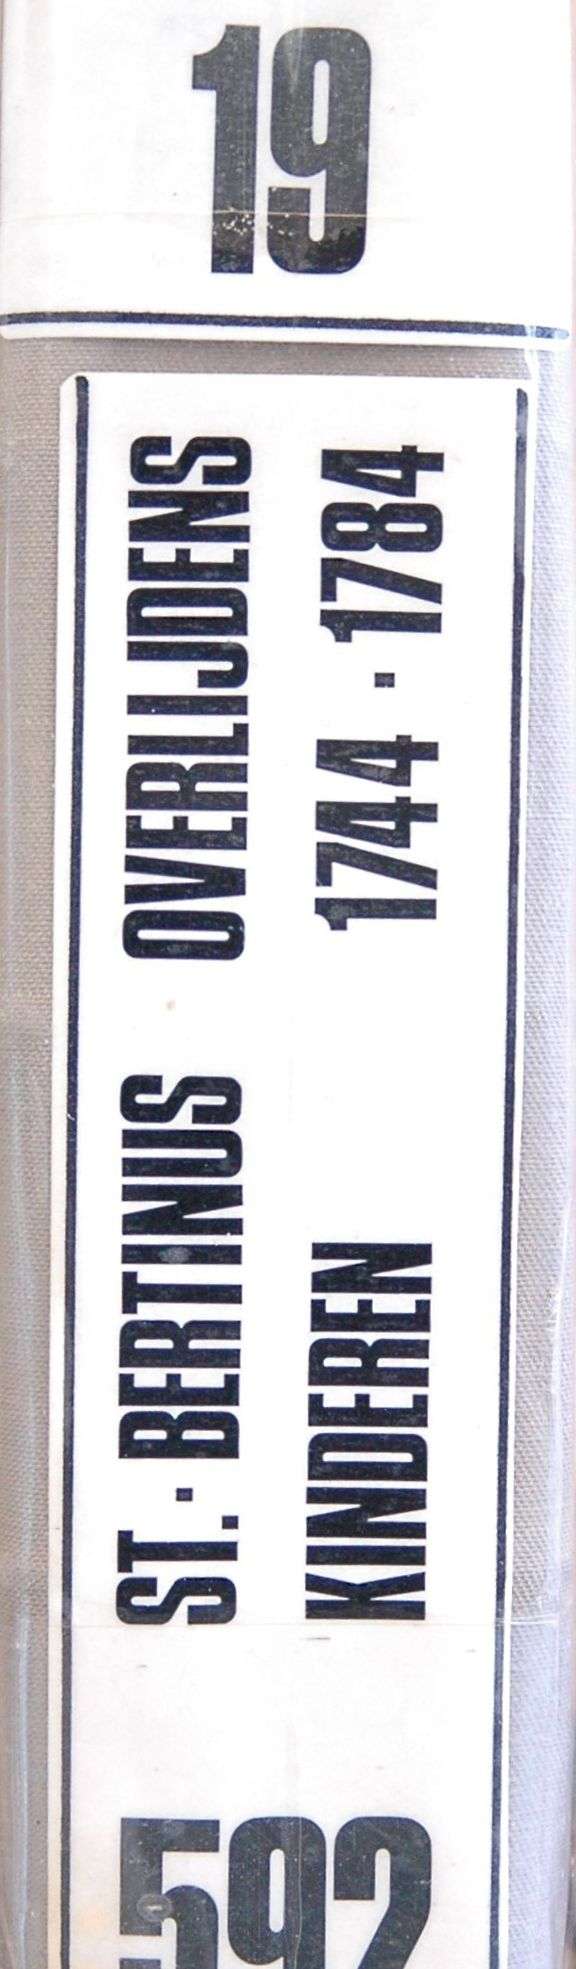 19
ST.-BERTINUS OVERLIJDENS
KINDEREN 1744 - 1784
592